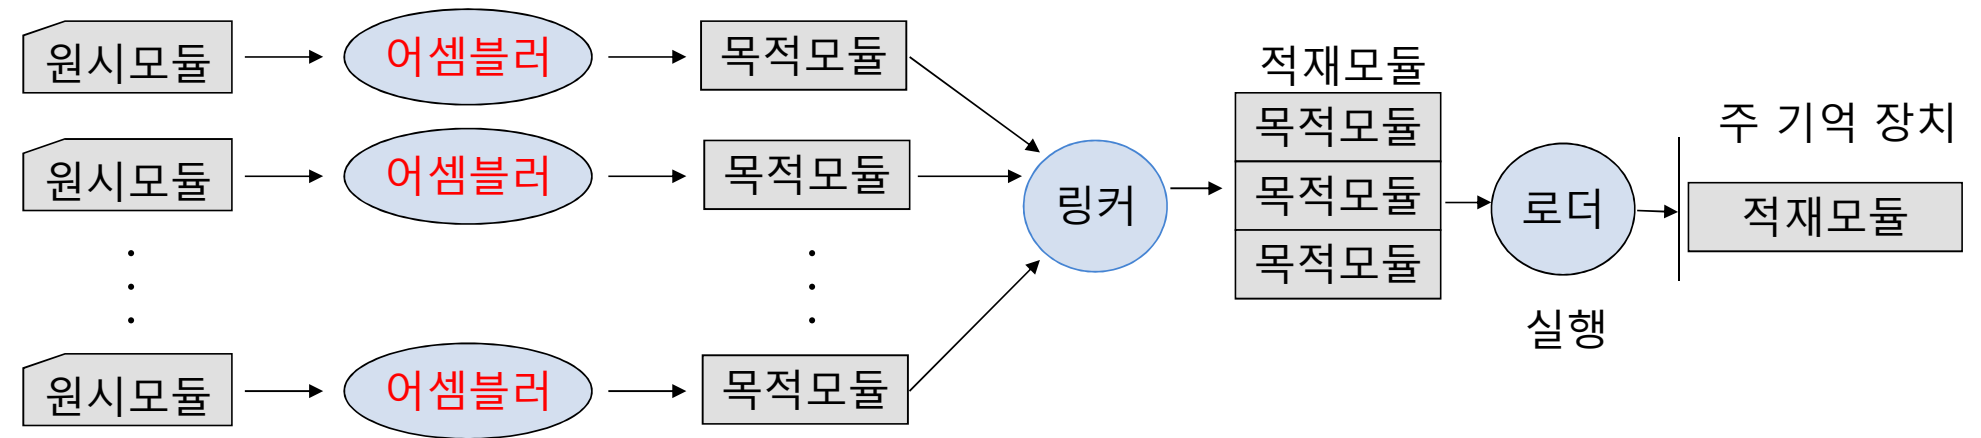 원시모듈
어셈블러
목적모듈
원시모듈
어셈블러
목적모듈
원시모듈
어셈블러
목적모듈
링커
적재모듈
목적모듈
목적모듈
목적모듈
로더
실행
주 기억 장치
적재모듈